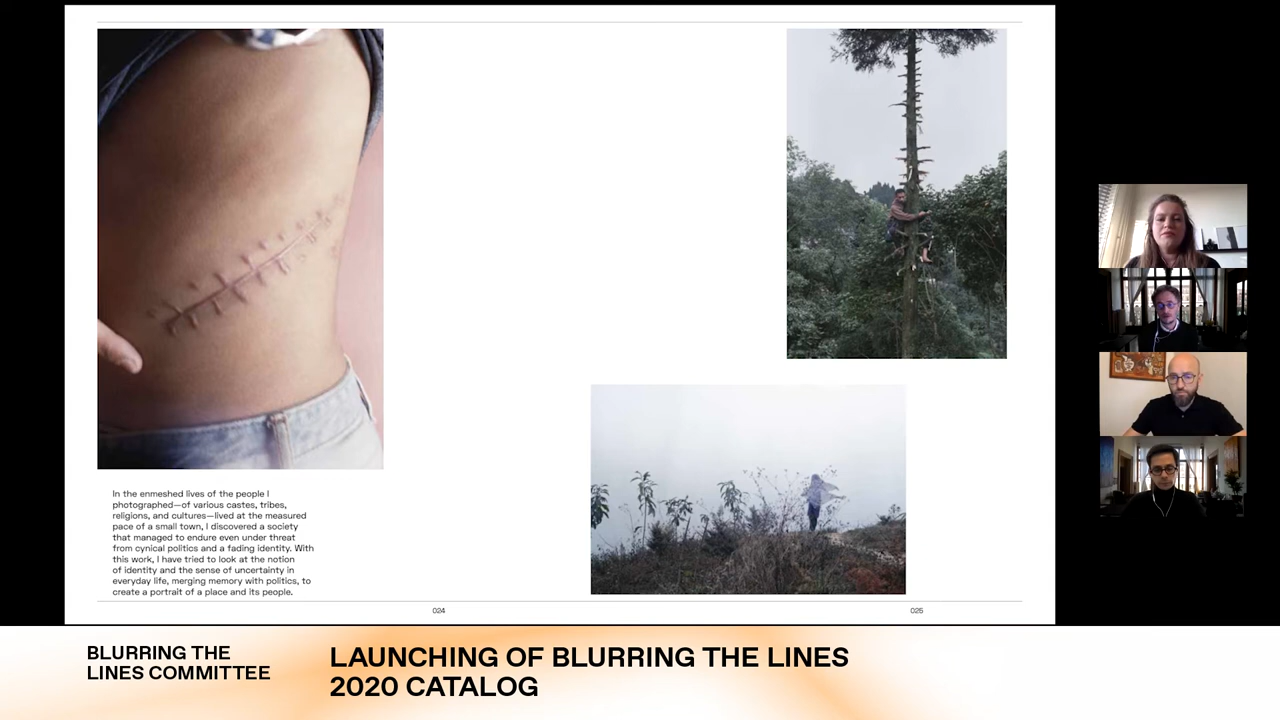 In the enmeshed lives of the people I
photographed—of various castes, tribes,
religions, and cultures—lived at the measured
pace of a small town, I discovered a society
that managed to endure even under threat
from cynical politics and a fading identity. With
this work, I have tried to look at the notion
of identity and the sense of uncertainty in
everyday life, merging memory with politics, to
create a portrait of a place and its people.
024
025
BLURRING THE
LINES COMMITTEE
LAUNCHING OF BLURRING THE LINES
2020 CATALOG